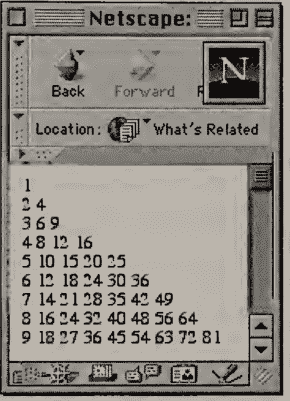 Netscape:
N
Back Forward R
Location: What's Related
1
2 4
3 6 9
4 8 12 16
5 10 15 20 25
6 12 18 24 30 36
7 14 21 28 35 42 49
8 16 24 32 40 48 56 64
9 18 27 36 45 54 63 72 81